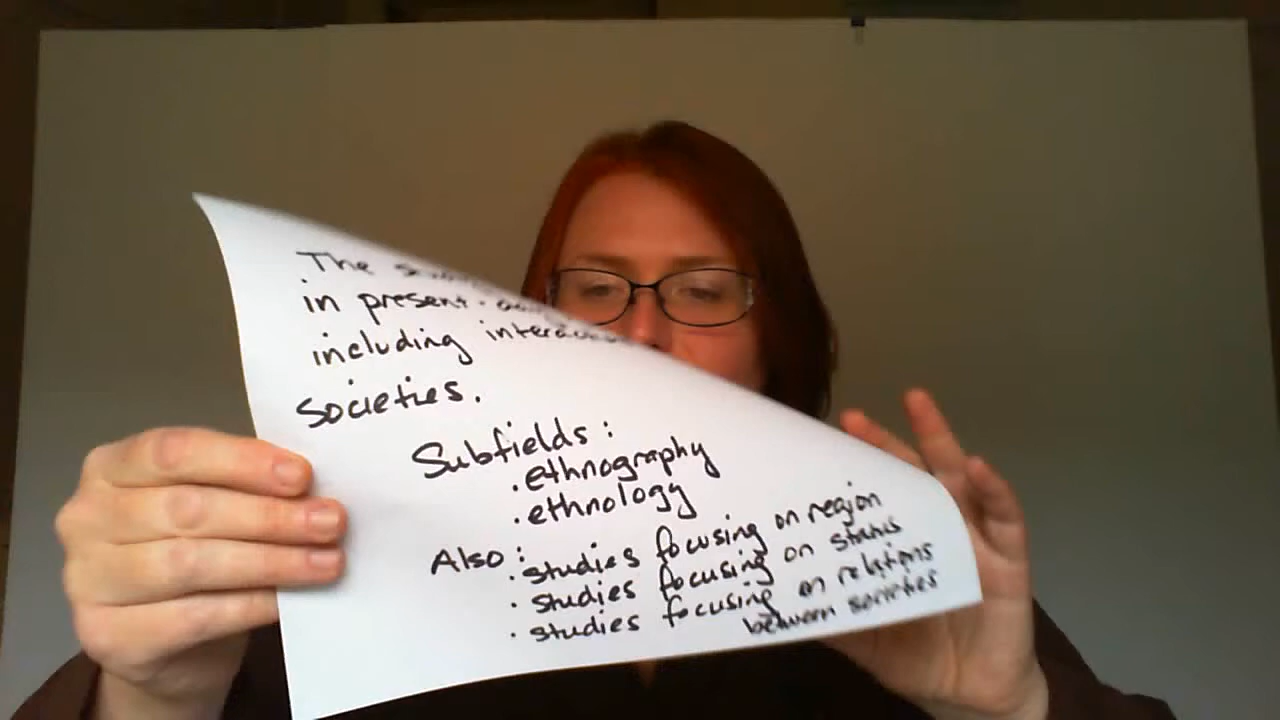 The
in present-day
including
societies.
Subfields:
. ethnography
. ethnology
Also:
. studies focusing on region
. studies focusing on status
. studies focusing on relations
between societies